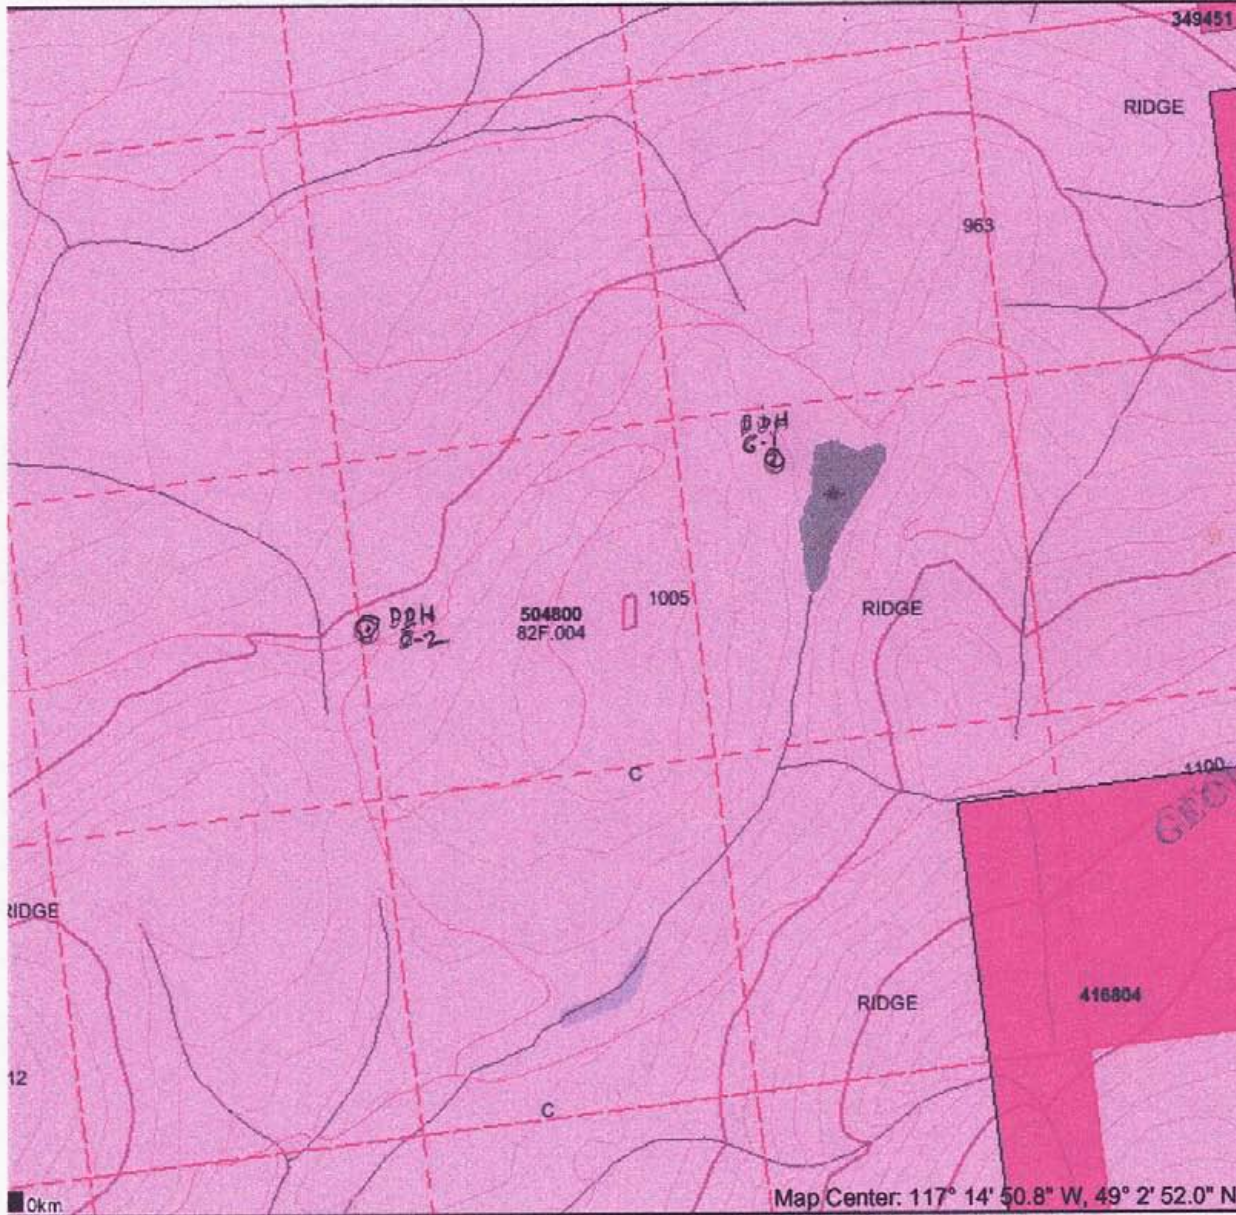 349451
RIDGE
963
DDH
G-1
1005
504800
82F.004
RIDGE
DDH
G-2
C
1100
GEO
RIDGE
RIDGE
416804
12
C
0km
Map Center: 117° 14' 50.8" W, 49° 2' 52.0" N